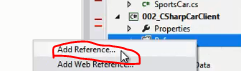 SportsCar.cs
002_CSharpCarClient
Properties
Add Reference...
Add Web Reference...